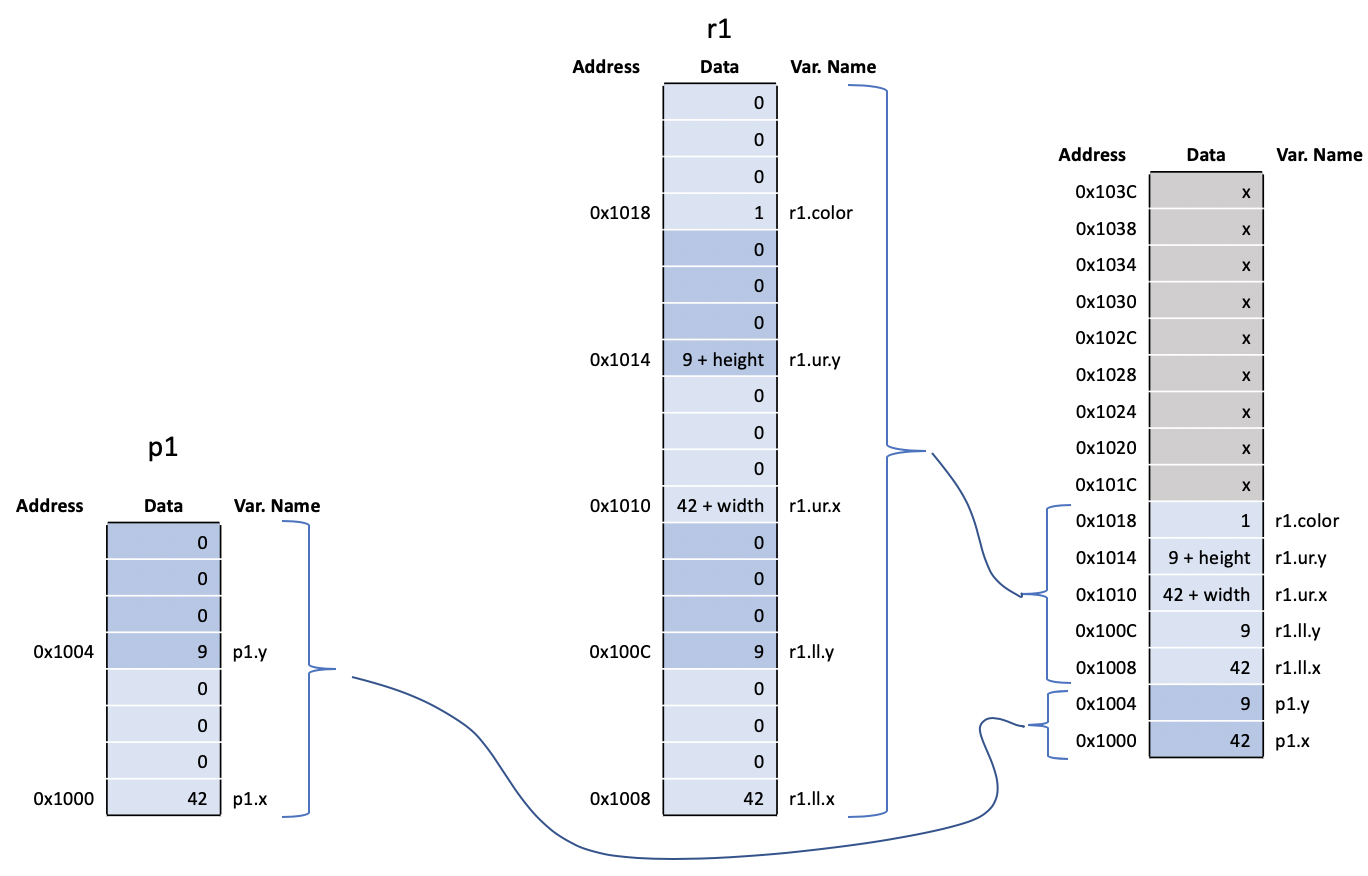 r1
Address Data Var. Name
0
0
0
0x1018 1 r1.color
0
0
0
0x1014 9 + height r1.ur.y
0
0
0
0x1010 42 + width r1.ur.x
0
0
0
0x100C 9 r1.ll.y
0
0
0
0x1008 42 r1.ll.x
p1
Address Data Var. Name
0
0
0
0x1004 9 p1.y
0
0
0
0x1000 42 p1.x
Address Data Var. Name
0x103C x
0x1038 x
0x1034 x
0x1030 x
0x102C x
0x1028 x
0x1024 x
0x1020 x
0x101C x
0x1018 1 r1.color
0x1014 9 + height r1.ur.y
0x1010 42 + width r1.ur.x
0x100C 9 r1.ll.y
0x1008 42 r1.ll.x
0x1004 9 p1.y
0x1000 42 p1.x